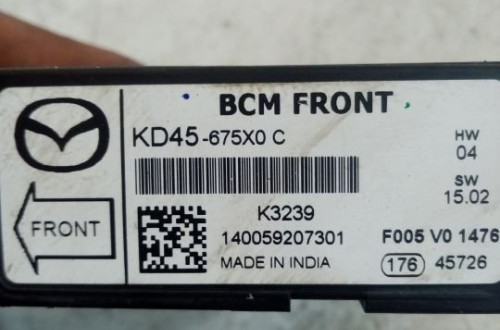 BCM FRONT
KD45-675X0 C
HW
04
SW
15.02
FRONT
K3239
140059207301
F005 V0 1476
MADE IN INDIA
176 45726